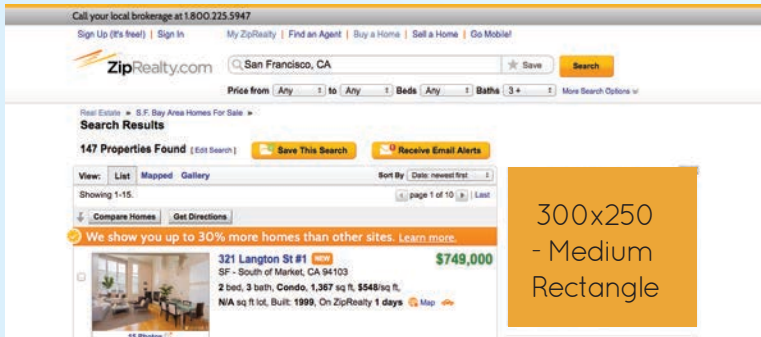 Call your local brokerage at 1.800.225.5947
Sign Up (It's free!) | Sign In My ZipRealty | Find an Agent | Buy a Home | Sell a Home | Go Mobile!
ZipRealty.com San Francisco, CA Save Search
Price from Any to Any Beds Any Baths 3 + More Search Options
Real Estate » S.F. Bay Area Homes For Sale »
Search Results
147 Properties Found [Edit Search] Save This Search Receive Email Alerts
View: List Mapped Gallery Sort By Date: newest first
Showing 1-15. page 1 of 10 | Last
Compare Homes Get Directions
We show you up to 30% more homes than other sites. Learn more.
321 Langton St #1 NEW $749,000
SF - South of Market, CA 94103
2 bed, 3 bath, Condo, 1,367 sq ft, $548/sq ft,
N/A sq ft lot, Built: 1999, On ZipRealty 1 days Map
15 Photos
300x250
- Medium
Rectangle